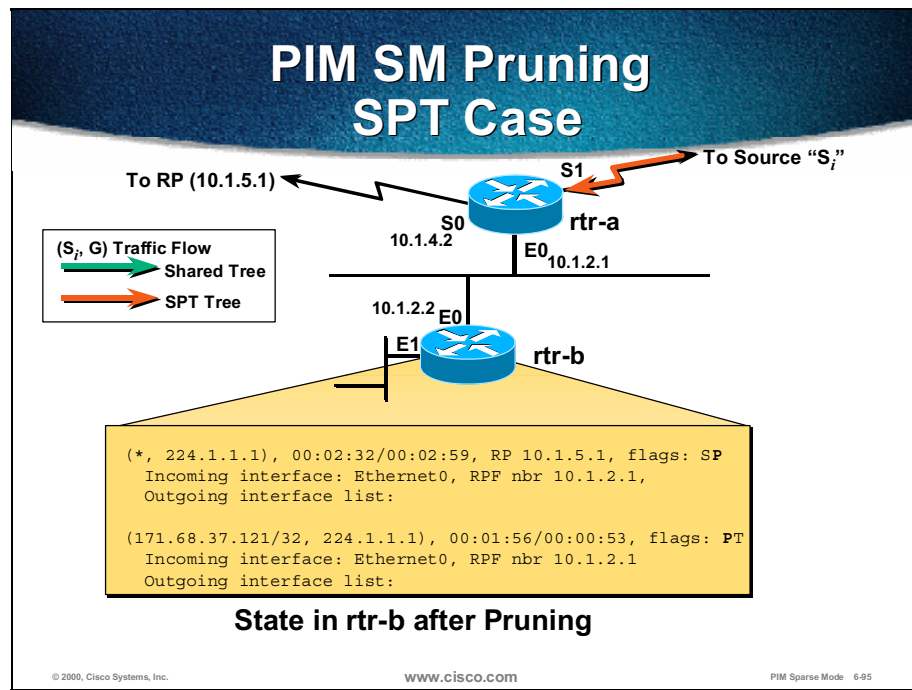 PIM SM Pruning
SPT Case
To Source “Si”
S1
To RP (10.1.5.1)
S0
rtr-a
10.1.4.2
E0
10.1.2.1
(Si, G) Traffic Flow
Shared Tree
SPT Tree
10.1.2.2
E0
E1
rtr-b
(*, 224.1.1.1), 00:02:32/00:02:59, RP 10.1.5.1, flags: SP
Incoming interface: Ethernet0, RPF nbr 10.1.2.1,
Outgoing interface list:
(171.68.37.121/32, 224.1.1.1), 00:01:56/00:00:53, flags: PT
Incoming interface: Ethernet0, RPF nbr 10.1.2.1
Outgoing interface list:
State in rtr-b after Pruning
© 2000, Cisco Systems, Inc.
www.cisco.com
PIM Sparse Mode 6-95